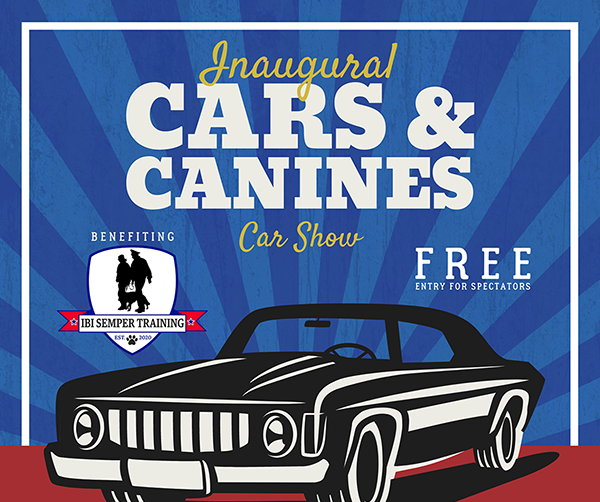 Inaugural
CARS &
CANINES
Car Show
BENEFITING
IBI SEMPER TRAINING
EST. 2020
FREE
ENTRY FOR SPECTATORS